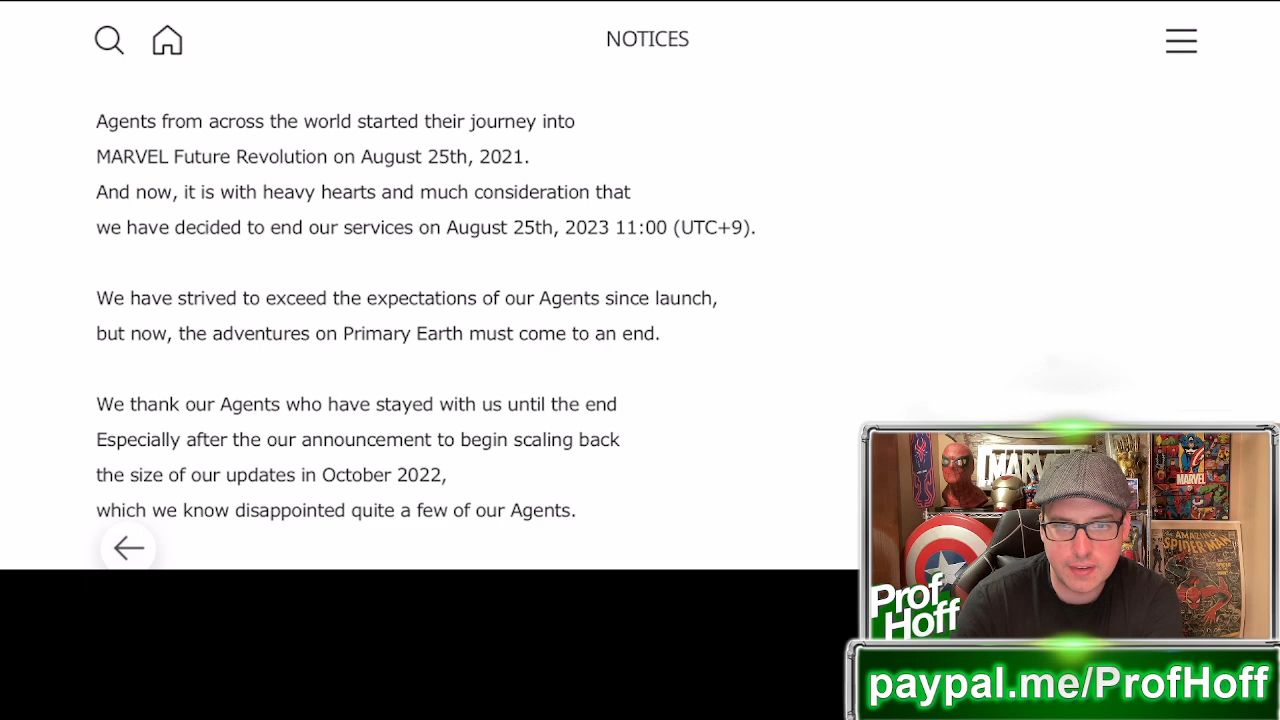 NOTICES
Agents from across the world started their journey into
MARVEL Future Revolution on August 25th, 2021.
And now, it is with heavy hearts and much consideration that
we have decided to end our services on August 25th, 2023 11:00 (UTC+9).
We have strived to exceed the expectations of our Agents since launch,
but now, the adventures on Primary Earth must come to an end.
We thank our Agents who have stayed with us until the end
Especially after the our announcement to begin scaling back
the size of our updates in October 2022,
which we know disappointed quite a few of our Agents.
MARVEL
MARVEL
AMAZING
SPIDER-MAN
Prof
Hoff
paypal.me/ProfHoff